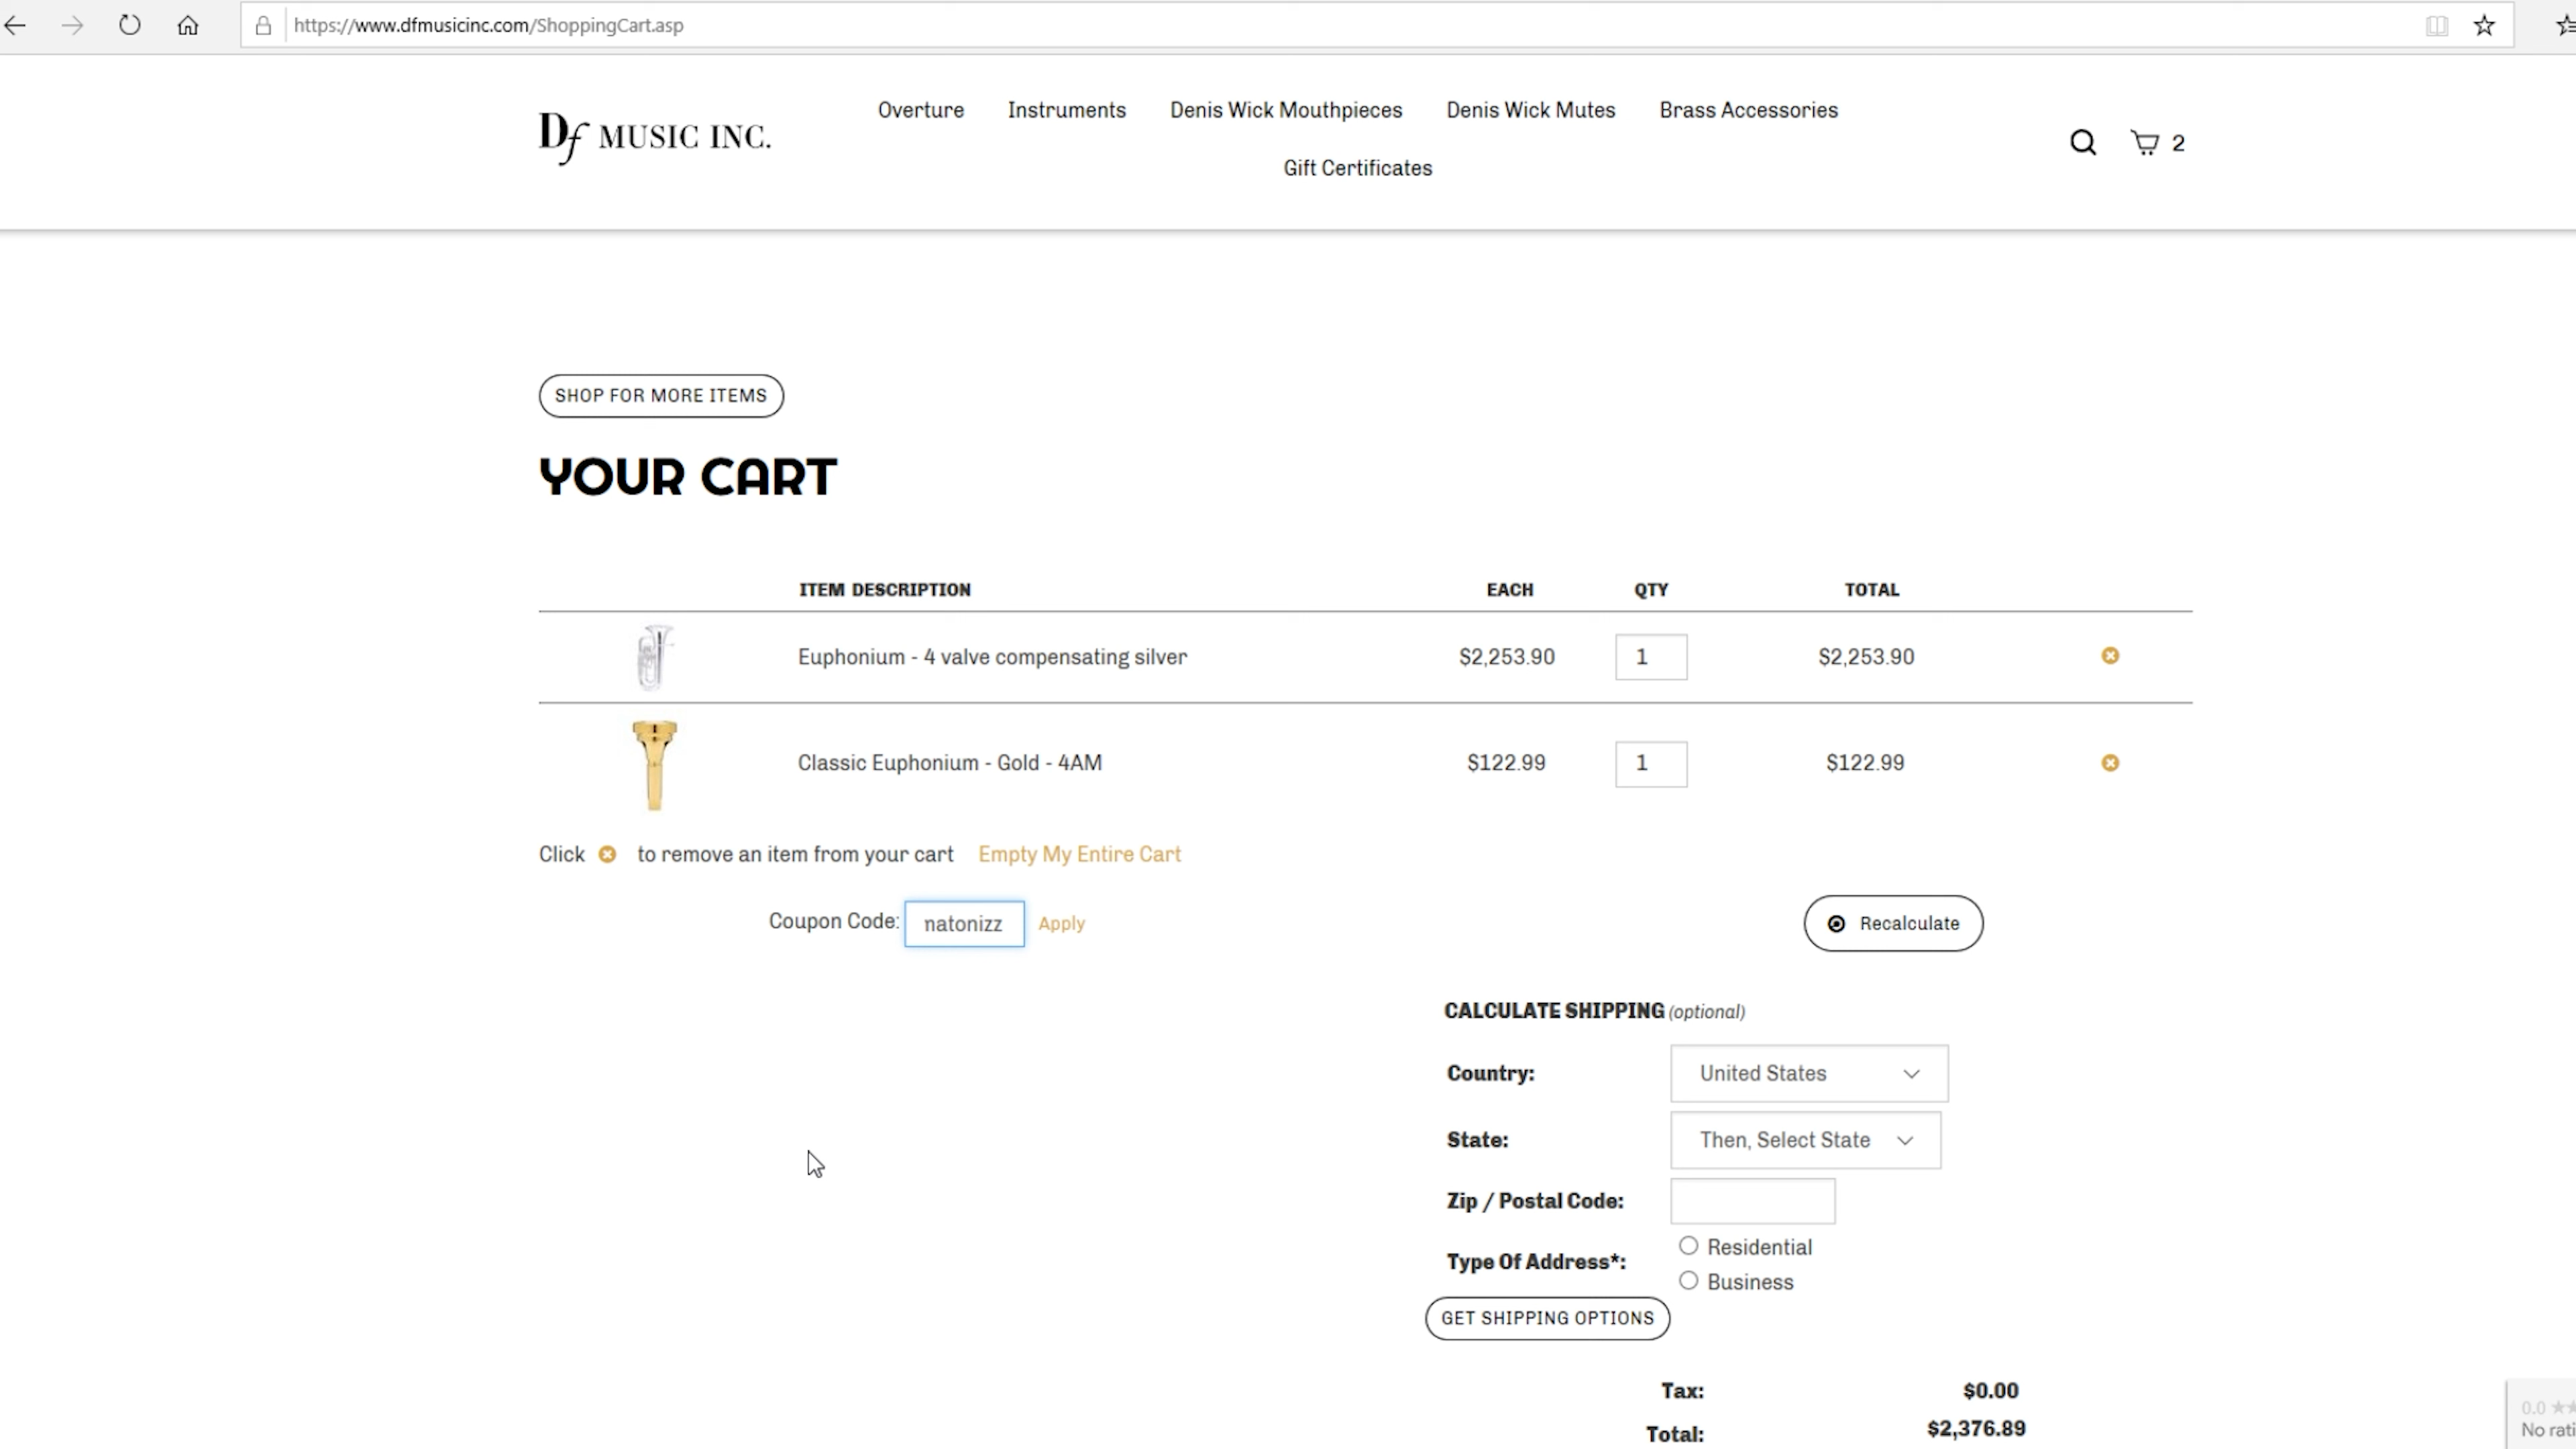 https://www.dfmusicinc.com/ShoppingCart.asp
Df MUSIC INC.
Overture Instruments Denis Wick Mouthpieces Denis Wick Mutes Brass Accessories
Gift Certificates
2
SHOP FOR MORE ITEMS
YOUR CART
ITEM DESCRIPTION EACH QTY TOTAL
Euphonium - 4 valve compensating silver $2,253.90 1 $2,253.90
Classic Euphonium - Gold - 4AM $122.99 1 $122.99
Click to remove an item from your cart Empty My Entire Cart
Coupon Code: natonizz Apply Recalculate
CALCULATE SHIPPING (optional)
Country: United States
State: Then, Select State
Zip / Postal Code:
Type Of Address*: Residential
Business
GET SHIPPING OPTIONS
Tax: $0.00
Total: $2,376.89
0.0
No rati